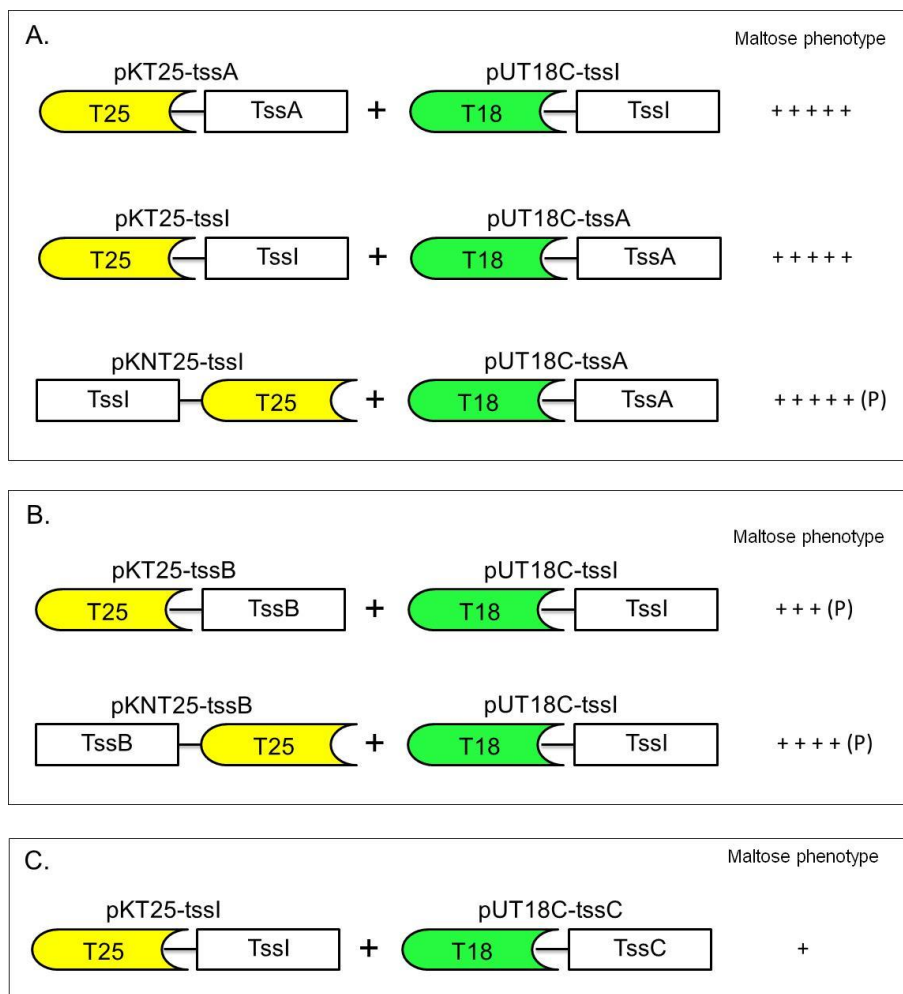 A.
Maltose phenotype
pKT25-tssA pUT18C-tssI
T25 TssA + T18 TssI + + + + +
pKT25-tssI pUT18C-tssA
T25 TssI + T18 TssA + + + + +
pKNT25-tssI pUT18C-tssA
TssI T25 + T18 TssA + + + + + (P)
B.
Maltose phenotype
pKT25-tssB pUT18C-tssI
T25 TssB + T18 TssI + + + (P)
pKNT25-tssB pUT18C-tssI
TssB T25 + T18 TssI + + + + (P)
C.
Maltose phenotype
pKT25-tssI pUT18C-tssC
T25 TssI + T18 TssC +